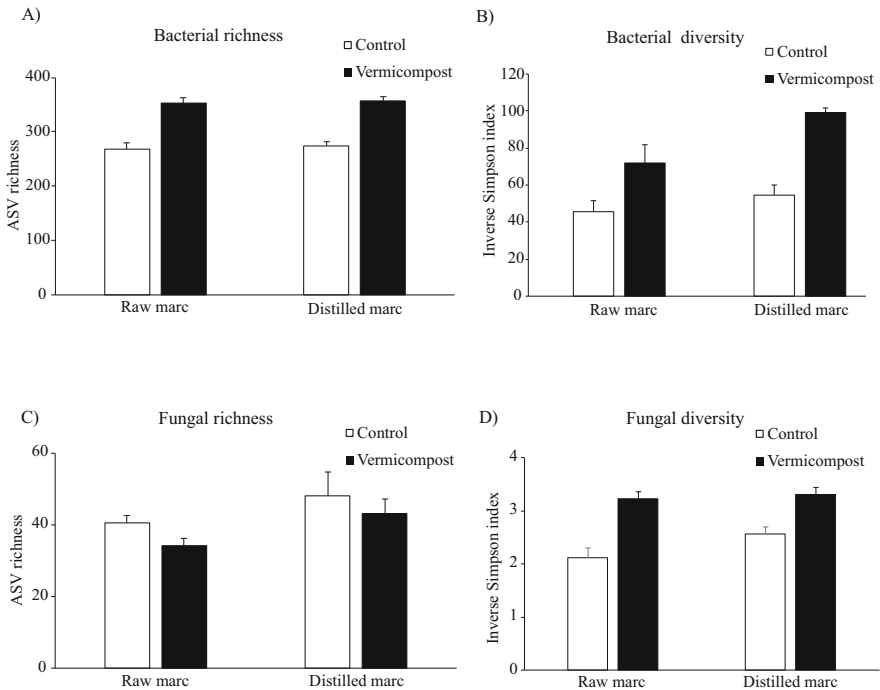 A)
Bacterial richness
Control
Vermicompost
400
300
200
100
0
ASV richness
Raw marc
Distilled marc
B)
Bacterial diversity
Control
Vermicompost
120
100
80
60
40
20
0
Inverse Simpson index
Raw marc
Distilled marc
C)
Fungal richness
Control
Vermicompost
60
40
20
0
ASV richness
Raw marc
Distilled marc
D)
Fungal diversity
Control
Vermicompost
4
3
2
1
0
Inverse Simpson index
Raw marc
Distilled marc